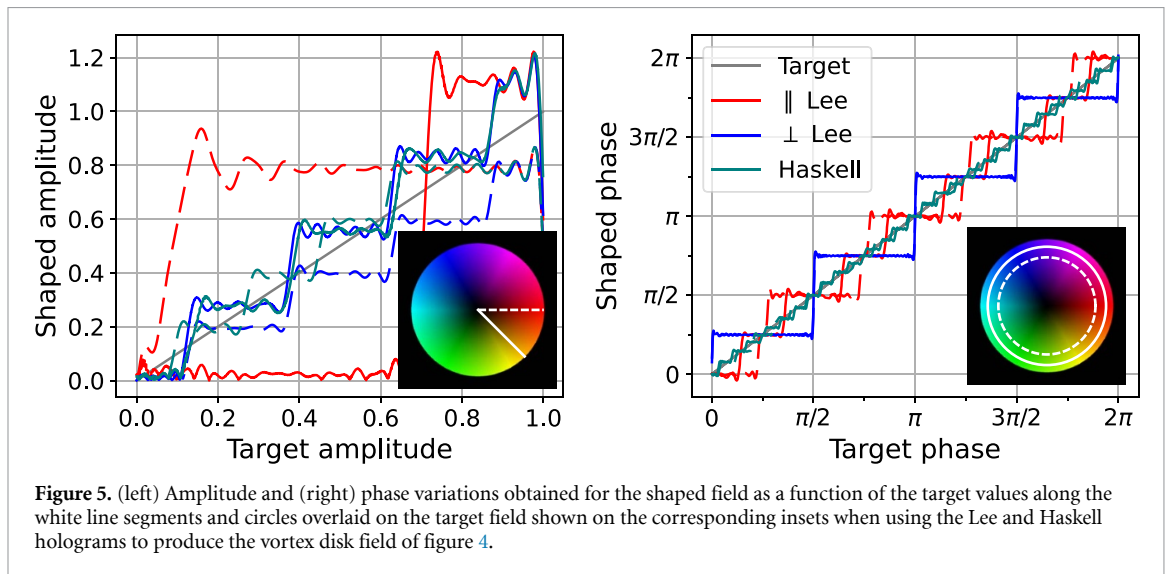 1.2
1.0
0.8
0.6
0.4
0.2
0.0
Shaped amplitude
0.0
0.2
0.4
0.6
0.8
1.0
Target amplitude
2π
3π/2
π
π/2
0
Shaped phase
Target
∥ Lee
⊥ Lee
Haskell
0
π/2
π
3π/2
2π
Target phase
Figure 5. (left) Amplitude and (right) phase variations obtained for the shaped field as a function of the target values along the
white line segments and circles overlaid on the target field shown on the corresponding insets when using the Lee and Haskell
holograms to produce the vortex disk field of figure 4.